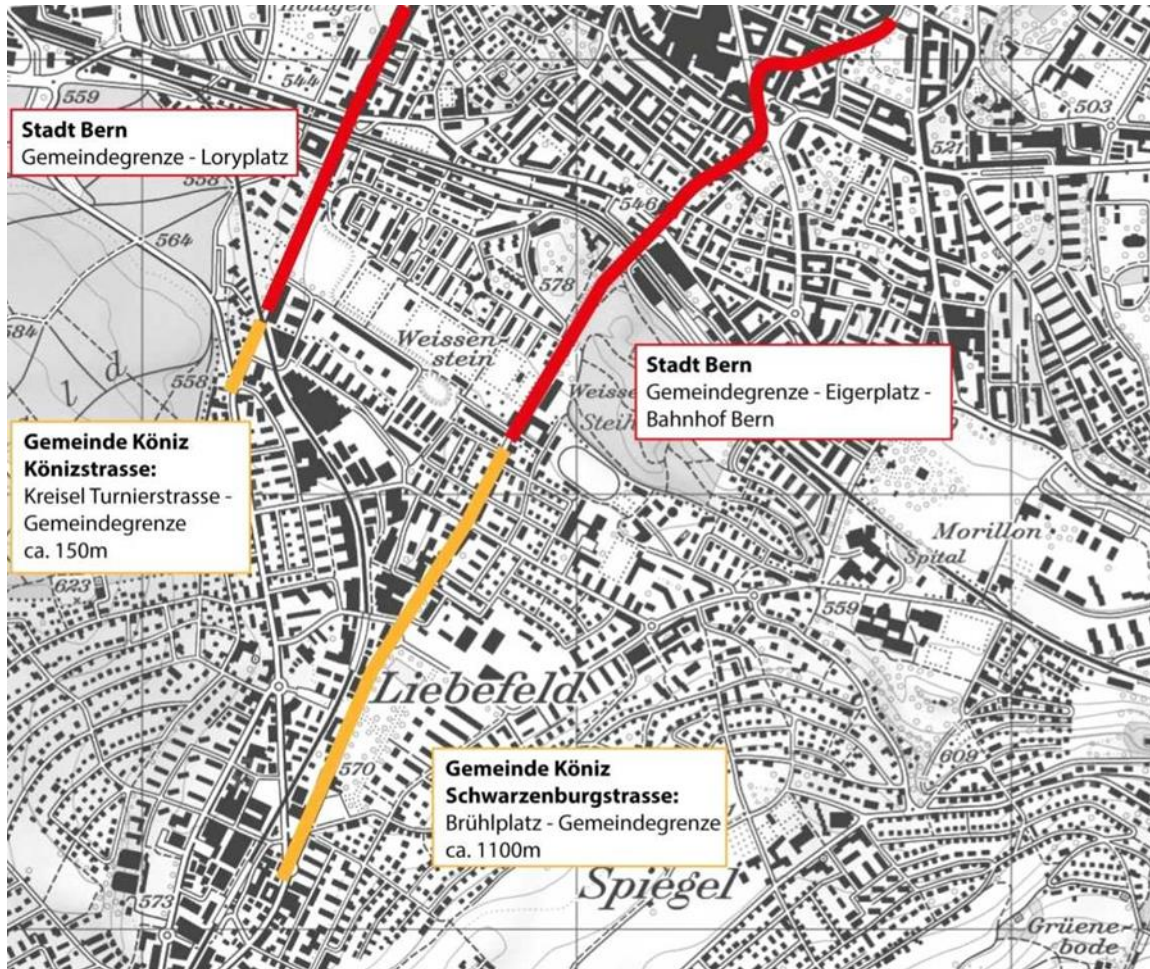 Holligen
544
559
503
Stadt Bern
Gemeindegrenze - Loryplatz
521
558
546
564
578
584
Weissen-
stein
Stadt Bern
Gemeindegrenze - Eigerplatz -
Bahnhof Bern
l d
558
Gemeinde Köniz
Könizstrasse:
Kreisel Turnierstrasse -
Gemeindegrenze
ca. 150m
Morillon
Spital
623
559
Liebefeld
609
570
Gemeinde Köniz
Schwarzenburgstrasse:
Brühlplatz - Gemeindegrenze
ca. 1100m
Spiegel
573
Grüene-
bode